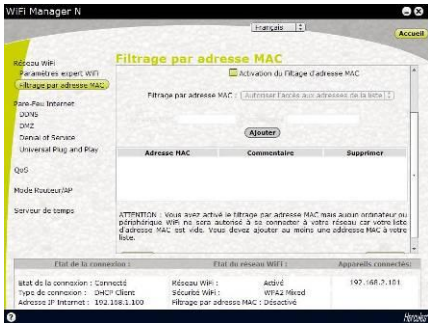 WiFi Manager N
Français
Accueil
Réseau WiFi
Paramètres expert WiFi
Filtrage par adresse MAC
Pare-Feu Internet
DDNS
DMZ
Denial of Service
Universal Plug and Play
QoS
Mode Routeur/AP
Serveur de temps
Filtrage par adresse MAC
Activation du filtage d'adresse MAC
Filtrage par adresse MAC : Autoriser l'accès aux adresses de la liste
Ajouter
Adresse MAC Commentaire Supprimer
ATTENTION : Vous avez activé le filtrage par adresse MAC mais aucun ordinateur ou
périphérique WiFi ne sera autorisé à se connecter à votre réseau car votre liste
d'adresse MAC est vide. Vous devez ajouter au moins une addresse MAC à votre
liste.
Etat de la connexion : Etat du réseau WiFi : Appareils connectés:
Etat de la connexion : Connecté Réseau WiFi : Activé 192.168.2.101
Type de connexion : DHCP Client Sécurité WiFi : WPA2 Mixed
Adresse IP Internet : 192.168.1.100 Filtrage par adresse MAC : Désactivé
Hercules